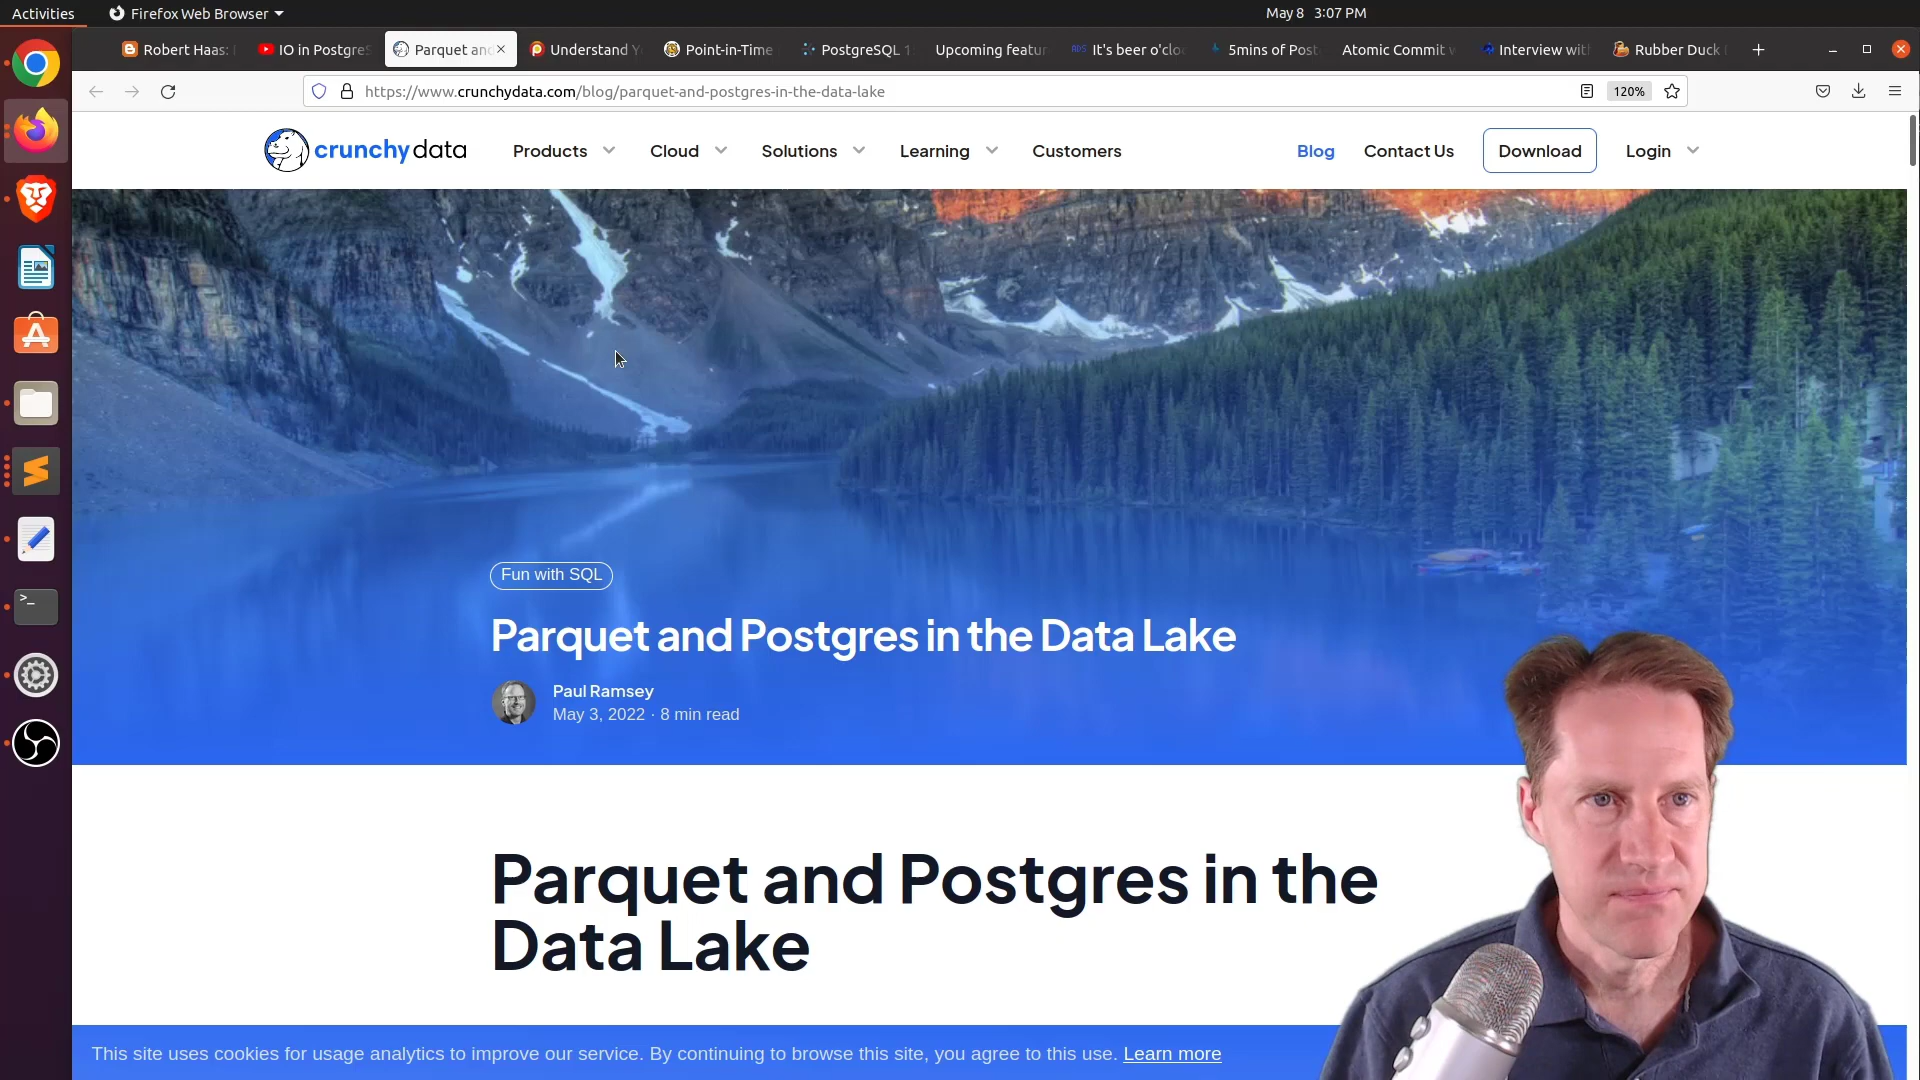 Activities
Firefox Web Browser
May 8 3:07 PM
Robert Haas:
IO in PostgreS
Parquet and
Understand Y
Point-in-Time
PostgreSQL 1
Upcoming featur
It's beer o'clo
5mins of Post
Atomic Commit
Interview wit
Rubber Duck
https://www.crunchydata.com/blog/parquet-and-postgres-in-the-data-lake
120%
crunchy data
Products
Cloud
Solutions
Learning
Customers
Blog
Contact Us
Download
Login
Fun with SQL
Parquet and Postgres in the Data Lake
Paul Ramsey
May 3, 2022 · 8 min read
Parquet and Postgres in the
Data Lake
This site uses cookies for usage analytics to improve our service. By continuing to browse this site, you agree to this use. Learn more